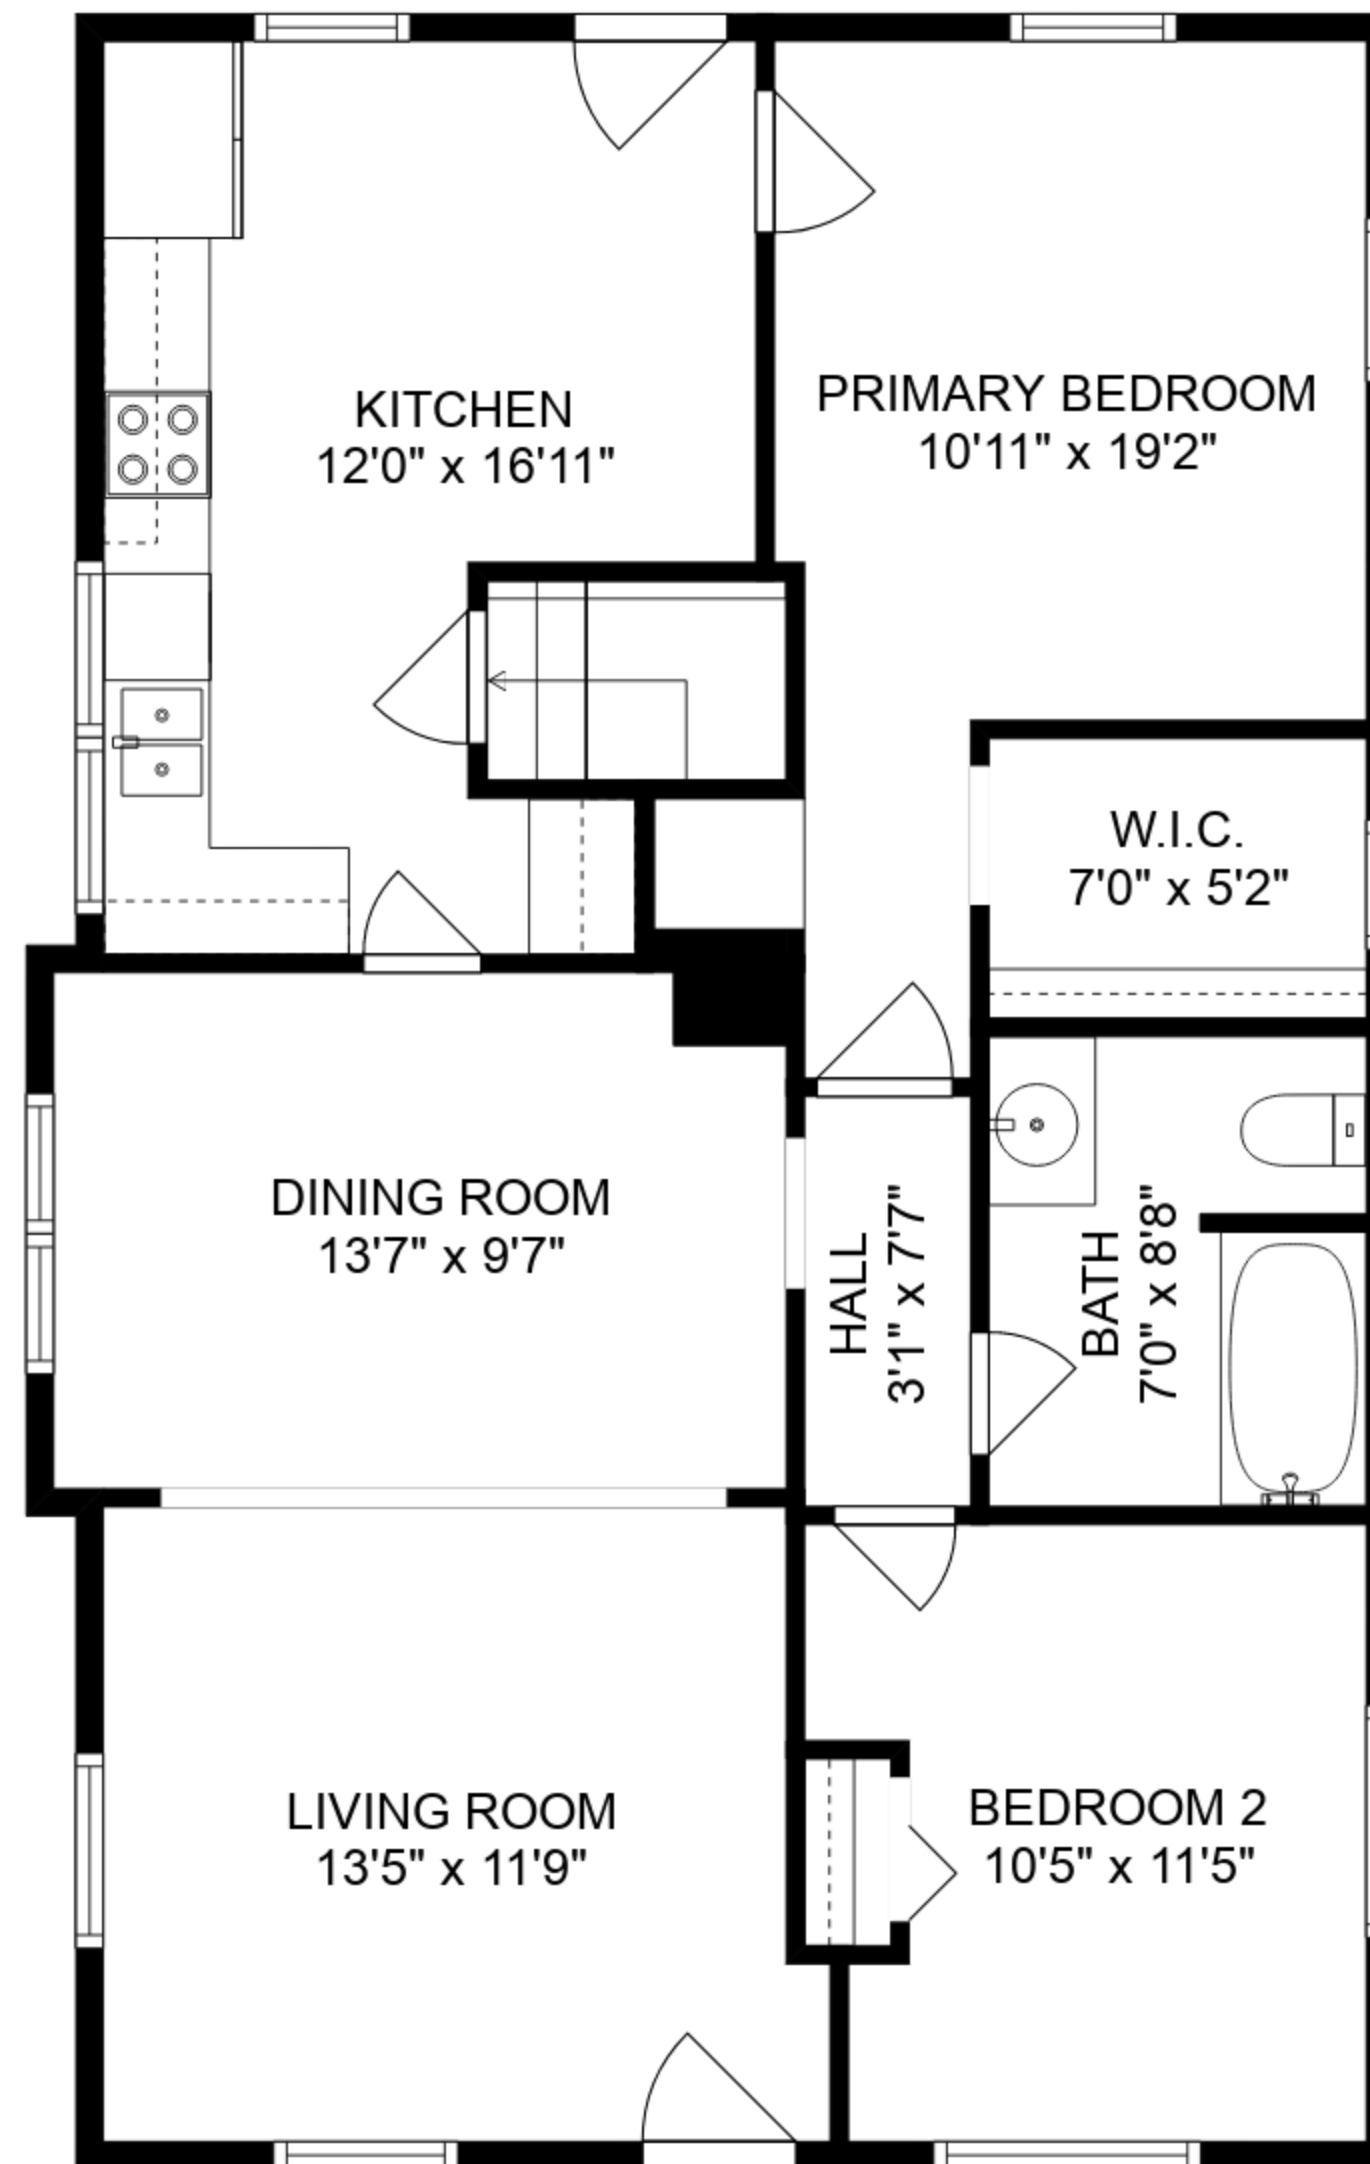 KITCHEN
12'0" x 16'11"
PRIMARY BEDROOM
10'11" x 19'2"
W.I.C.
7'0" x 5'2"
DINING ROOM
13'7" x 9'7"
HALL
3'1" x 7'7"
BATH
7'0" x 8'8"
LIVING ROOM
13'5" x 11'9"
BEDROOM 2
10'5" x 11'5"